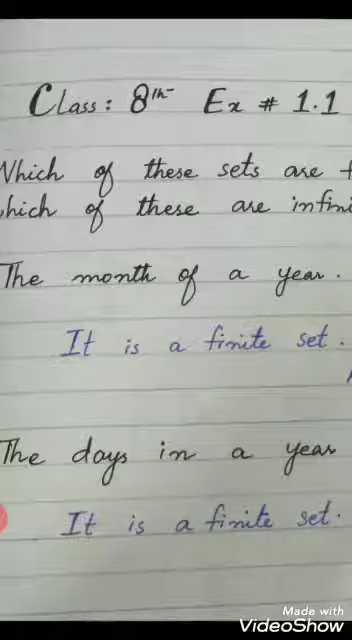 Class: 8th Ex # 1.1
Which of these sets are
which of these are infini
The month of a year.
It is a finite set.
The days in a year
It is a finite set.
Made with
VideoShow